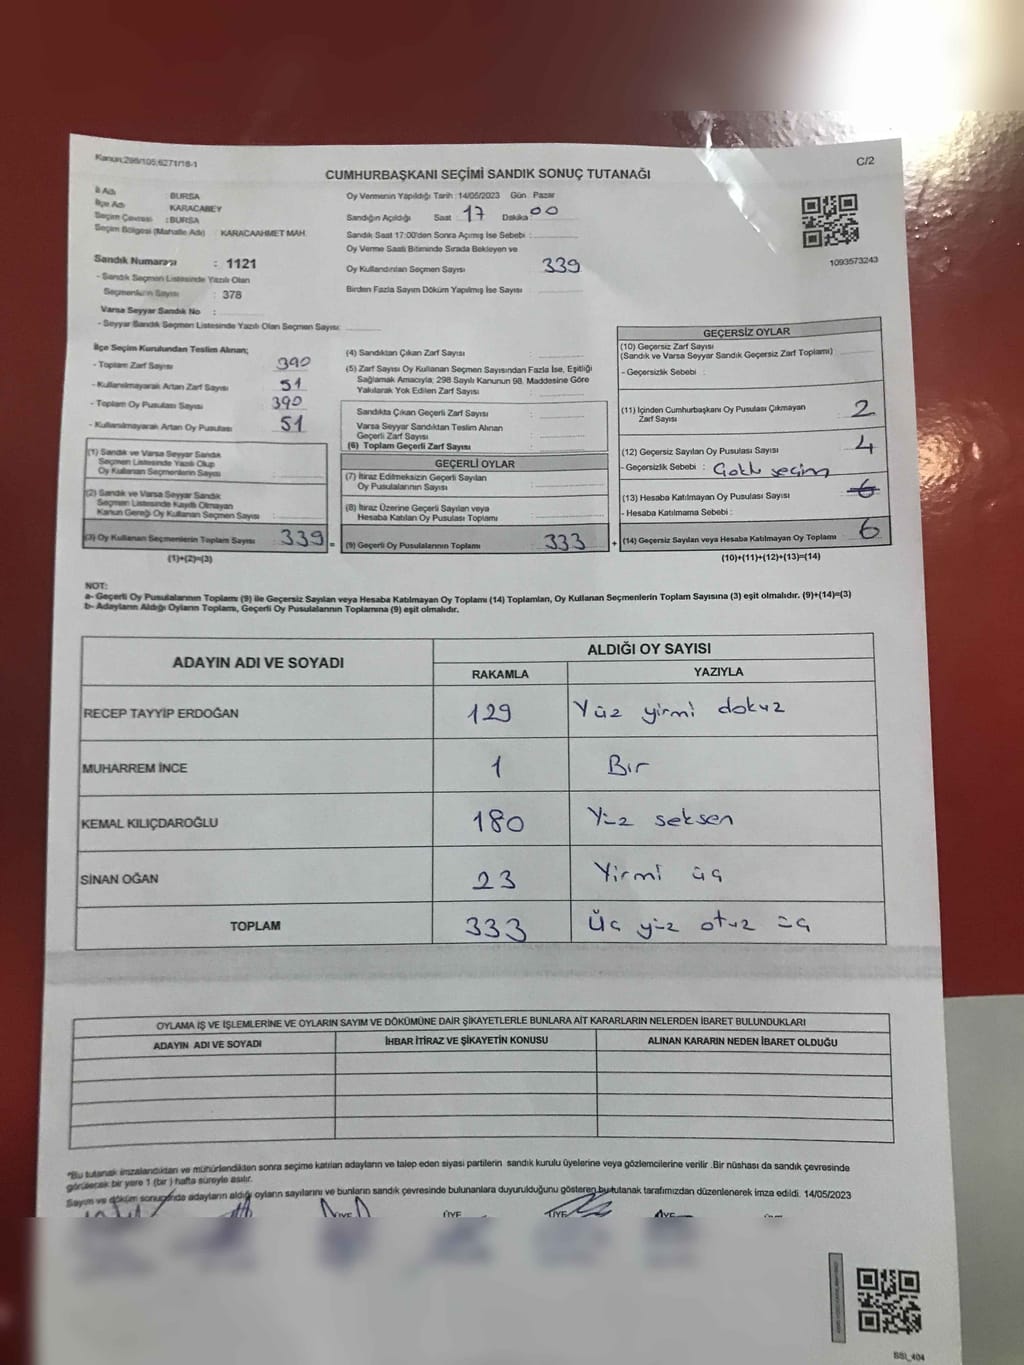 Kanun;298/105;6271/18-1
C/2
CUMHURBAŞKANI SEÇİMİ SANDIK SONUÇ TUTANAĞI
İl Adı : BURSA
İlçe Adı : KARACABEY
Seçim Çevresi : BURSA
Seçim Bölgesi (Mahalle Adı) : KARACAAHMET MAH.
Sandık Numarası : 1121
- Sandık Seçmen Listesinde Yazılı Olan
Seçmenlerin Sayısı : 378
Varsa Seyyar Sandık No :
- Seyyar Sandık Seçmen Listesinde Yazılı Olan Seçmen Sayısı:
Oy Vermenin Yapıldığı Tarih : 14/05/2023 Gün Pazar
Sandığın Açıldığı Saat 17 Dakika 00
Sandık Saat 17:00'den Sonra Açmış İse Sebebi :
Oy Verme Saati Bitiminde Sırada Bekleyen ve
Oy Kullandırılan Seçmen Sayısı 339
Birden Fazla Sayım Döküm Yapılmış İse Sayısı :
1093573243
İlçe Seçim Kurulundan Teslim Alınan;
- Toplam Zarf Sayısı 390
- Kullanılmayarak Artan Zarf Sayısı 51
- Toplam Oy Pusulası Sayısı 390
- Kullanılmayarak Artan Oy Pusulası 51
(1) Sandık ve Varsa Seyyar Sandık
Seçmen Listesinde Yazılı Olup
Oy Kullanan Seçmenlerin Sayısı :
(2) Sandık ve Varsa Seyyar Sandık
Seçmen Listesinde Kayıtlı Olmayan
Kanun Gereği Oy Kullanan Seçmen Sayısı :
(3) Oy Kullanan Seçmenlerin Toplam Sayısı 339 =
(1)+(2)=(3)
(4) Sandıktan Çıkan Zarf Sayısı :
(5) Zarf Sayısı Oy Kullanan Seçmen Sayısından Fazla İse, Eşitliği
Sağlamak Amacıyla; 298 Sayılı Kanunun 98. Maddesine Göre
Yakılarak Yok Edilen Zarf Sayısı :
Sandıkta Çıkan Geçerli Zarf Sayısı :
Varsa Seyyar Sandıktan Teslim Alınan
Geçerli Zarf Sayısı :
(6) Toplam Geçerli Zarf Sayısı :
GEÇERLİ OYLAR
(7) İtiraz Edilmeksizin Geçerli Sayılan
Oy Pusulalarının Sayısı :
(8) İtiraz Üzerine Geçerli Sayılan veya
Hesaba Katılan Oy Pusulası Toplamı :
(9) Geçerli Oy Pusulalarının Toplamı : 333 +
GEÇERSİZ OYLAR
(10) Geçersiz Zarf Sayısı
(Sandık ve Varsa Seyyar Sandık Geçersiz Zarf Toplamı)
- Geçersizlik Sebebi :
(11) İçinden Cumhurbaşkanı Oy Pusulası Çıkmayan 2
Zarf Sayısı
(12) Geçersiz Sayılan Oy Pusulası Sayısı 4
- Geçersizlik Sebebi : Çoklu seçim
(13) Hesaba Katılmayan Oy Pusulası Sayısı 6
- Hesaba Katılmama Sebebi :
(14) Geçersiz Sayılan veya Hesaba Katılmayan Oy Toplamı : 6
(10)+(11)+(12)+(13)=(14)
NOT:
a- Geçerli Oy Pusulalarının Toplamı (9) ile Geçersiz Sayılan veya Hesaba Katılmayan Oy Toplamı (14) Toplamları, Oy Kullanan Seçmenlerin Toplam Sayısına (3) eşit olmalıdır. (9)+(14)=(3)
b- Adayların Aldığı Oyların Toplamı, Geçerli Oy Pusulalarının Toplamına (9) eşit olmalıdır.
ADAYIN ADI VE SOYADI
ALDIĞI OY SAYISI
RAKAMLA YAZIYLA
RECEP TAYYİP ERDOĞAN 129 Yüz yirmi dokuz
MUHARREM İNCE 1 Bir
KEMAL KILIÇDAROĞLU 180 Yüz seksen
SİNAN OĞAN 23 Yirmi üç
TOPLAM 333 Üç yüz otuz üç
OYLAMA İŞ VE İŞLEMLERİNE VE OYLARIN SAYIM VE DÖKÜMÜNE DAİR ŞİKAYETLERLE BUNLARA AİT KARARLARIN NELERDEN İBARET BULUNDUKLARI
ADAYIN ADI VE SOYADI İHBAR İTİRAZ VE ŞİKAYETİN KONUSU ALINAN KARARIN NEDEN İBARET OLDUĞU
"Bu tutanak imzalandıktan ve mühürlendikten sonra seçime katılan adayların ve talep eden siyasi partilerin sandık kurulu üyelerine veya gözlemcilerine verilir .Bir nüshası da sandık çevresinde
görülecek bir yere 1 (bir ) hafta süreyle asılır.
Sayım ve döküm sonucunda adayların aldığı oyların sayılarını ve bunların sandık çevresinde bulunanlara duyurulduğunu gösteren bu tutanak tarafımızdan düzenlenerek imza edildi. 14/05/2023
ÜYE ÜYE ÜYE ÜYE
BSI_404